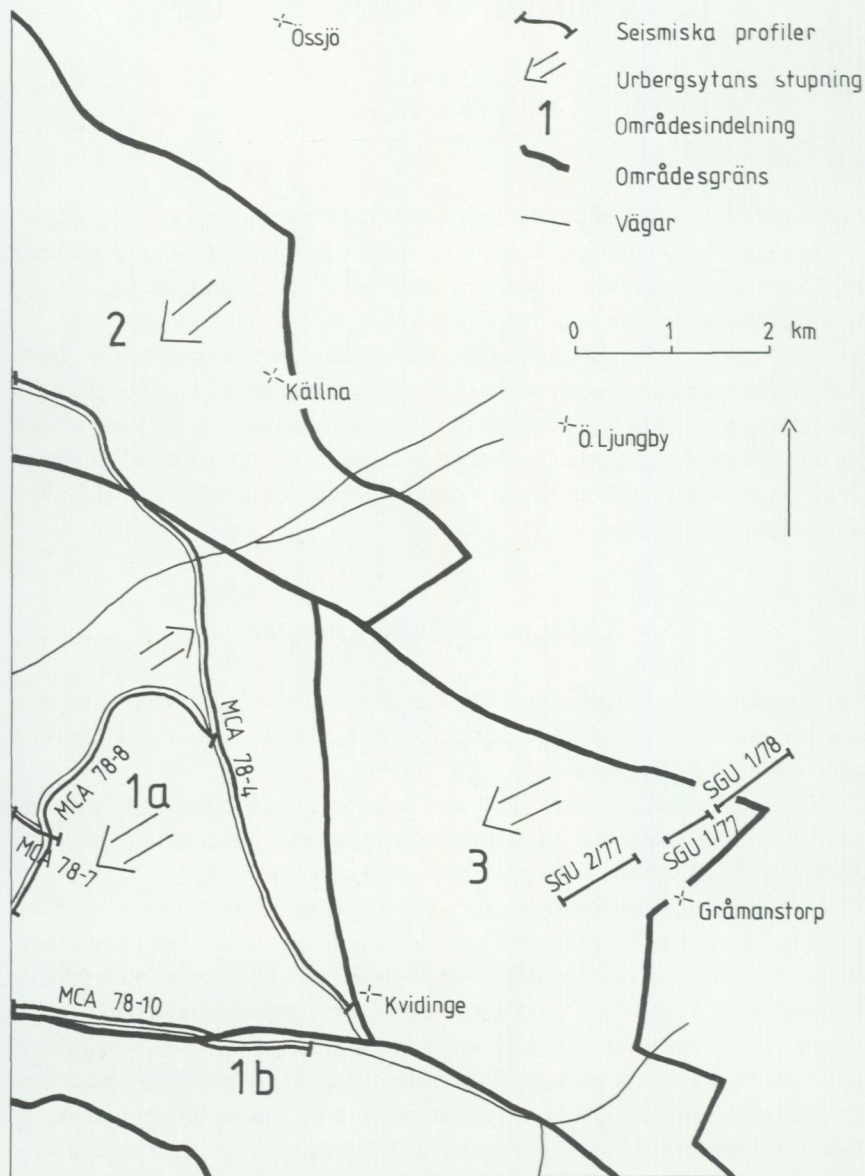 Össjö
Seismiska profiler
Urbergsytans stupning
1 Områdesindelning
Områdesgräns
Vägar
0 1 2 km
2
Källna
Ö. Ljungby
MCA 78-4
MCA 78-8
1a
MCA 78-7
SGU 1/78
SGU 1/77
SGU 2/77
3
Gråmanstorp
Kvidinge
MCA 78-10
1b